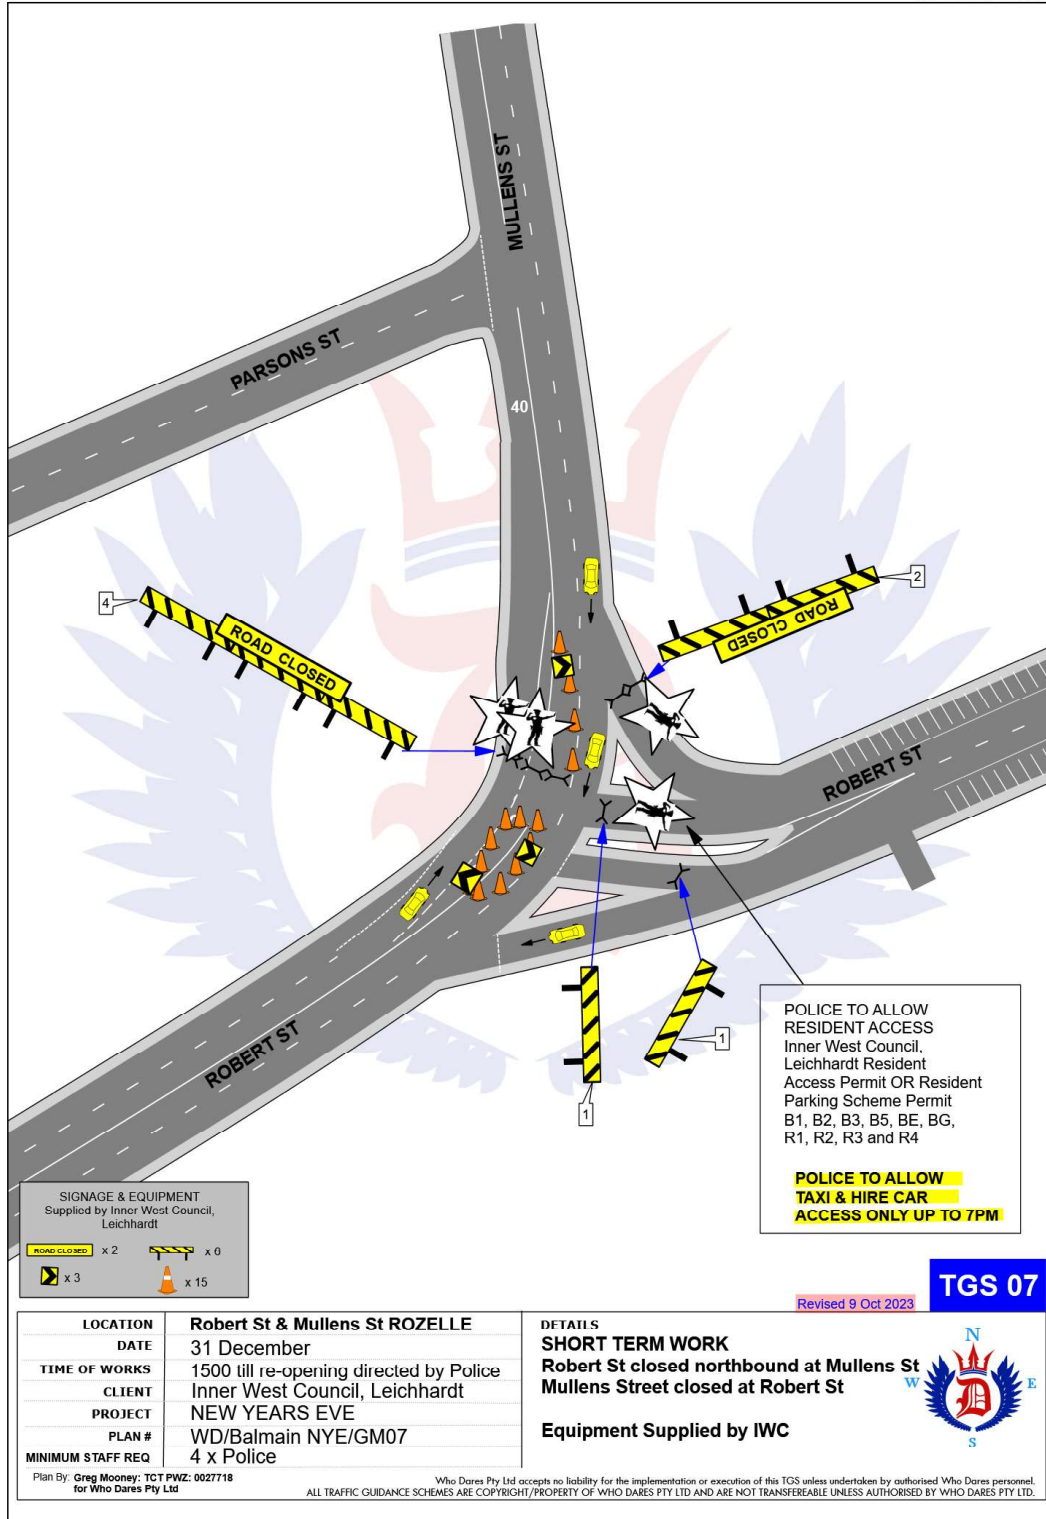 MULLENS ST
PARSONS ST
40
4
ROAD CLOSED
2
ROAD CLOSED
ROBERT ST
ROBERT ST
1
1
POLICE TO ALLOW
RESIDENT ACCESS
Inner West Council,
Leichhardt Resident
Access Permit OR Resident
Parking Scheme Permit
B1, B2, B3, B5, BE, BG,
R1, R2, R3 and R4
POLICE TO ALLOW
TAXI & HIRE CAR
ACCESS ONLY UP TO 7PM
SIGNAGE & EQUIPMENT
Supplied by Inner West Council,
Leichhardt
ROAD CLOSED x 2
x 6
x 3
x 15
TGS 07
Revised 9 Oct 2023
LOCATION Robert St & Mullens St ROZELLE
DATE 31 December
TIME OF WORKS 1500 till re-opening directed by Police
CLIENT Inner West Council, Leichhardt
PROJECT NEW YEARS EVE
PLAN # WD/Balmain NYE/GM07
MINIMUM STAFF REQ 4 x Police
DETAILS
SHORT TERM WORK
Robert St closed northbound at Mullens St
Mullens Street closed at Robert St
Equipment Supplied by IWC
N
W
E
D
S
Plan By: Greg Mooney: TCT PWZ: 0027718
for Who Dares Pty Ltd
Who Dares Pty Ltd accepts no liability for the implementation or execution of this TGS unless undertaken by authorised Who Dares personnel.
ALL TRAFFIC GUIDANCE SCHEMES ARE COPYRIGHT/PROPERTY OF WHO DARES PTY LTD AND ARE NOT TRANSFEREABLE UNLESS AUTHORISED BY WHO DARES PTY LTD.